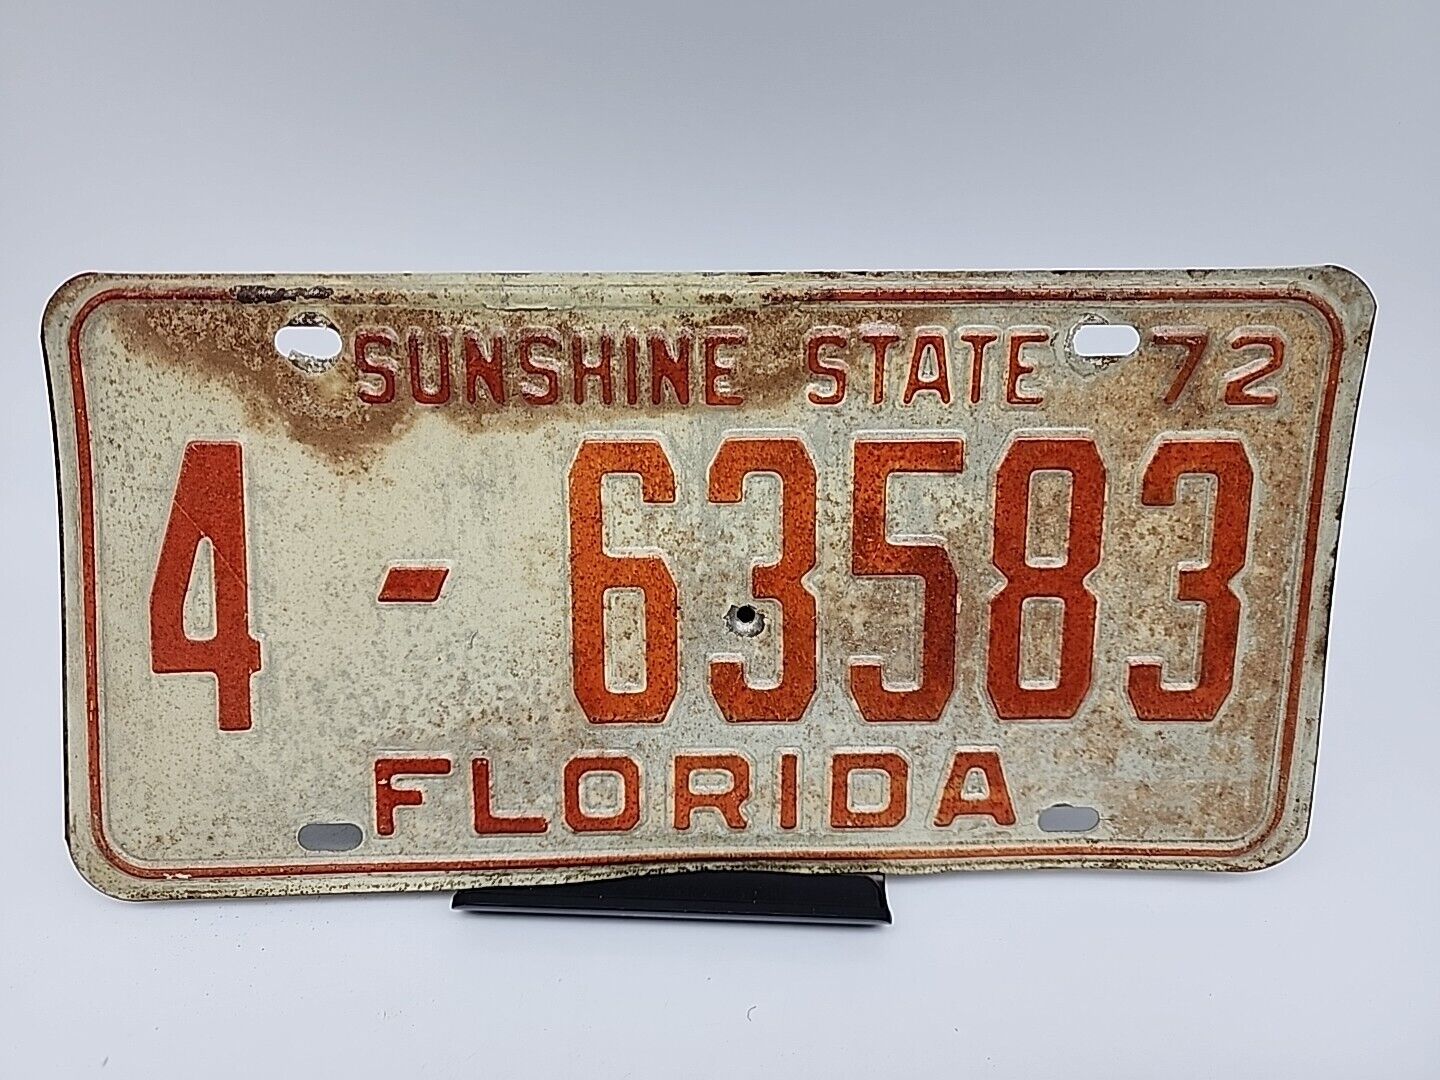 SUNSHINE STATE 72
4-63583
FLORIDA